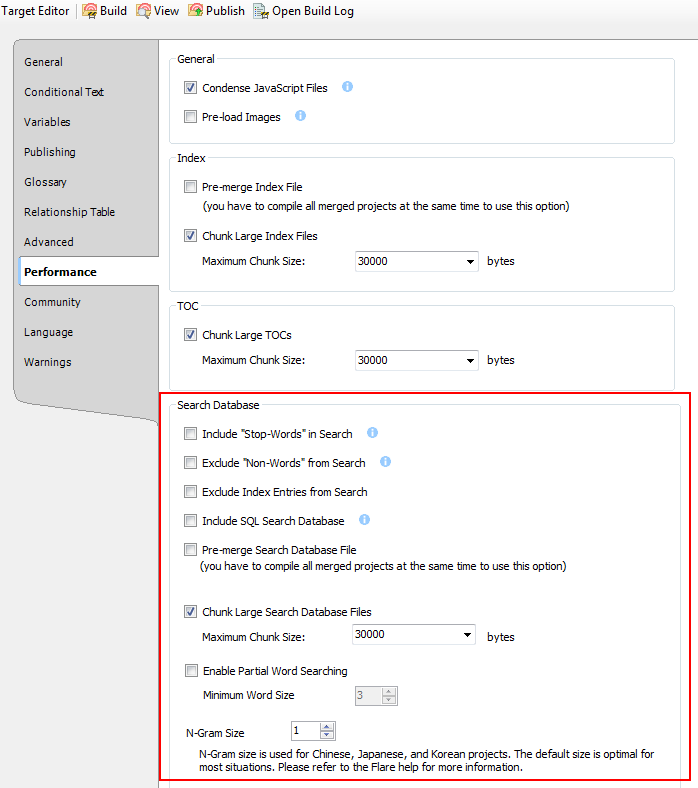 Target Editor Build View Publish Open Build Log
General
Conditional Text
Variables
Publishing
Glossary
Relationship Table
Advanced
Performance
Community
Language
Warnings
General
Condense JavaScript Files
Pre-load Images
Index
Pre-merge Index File
(you have to compile all merged projects at the same time to use this option)
Chunk Large Index Files
Maximum Chunk Size: 30000 bytes
TOC
Chunk Large TOCs
Maximum Chunk Size: 30000 bytes
Search Database
Include "Stop-Words" in Search
Exclude "Non-Words" from Search
Exclude Index Entries from Search
Include SQL Search Database
Pre-merge Search Database File
(you have to compile all merged projects at the same time to use this option)
Chunk Large Search Database Files
Maximum Chunk Size: 30000 bytes
Enable Partial Word Searching
Minimum Word Size 3
N-Gram Size 1
N-Gram size is used for Chinese, Japanese, and Korean projects. The default size is optimal for
most situations. Please refer to the Flare help for more information.